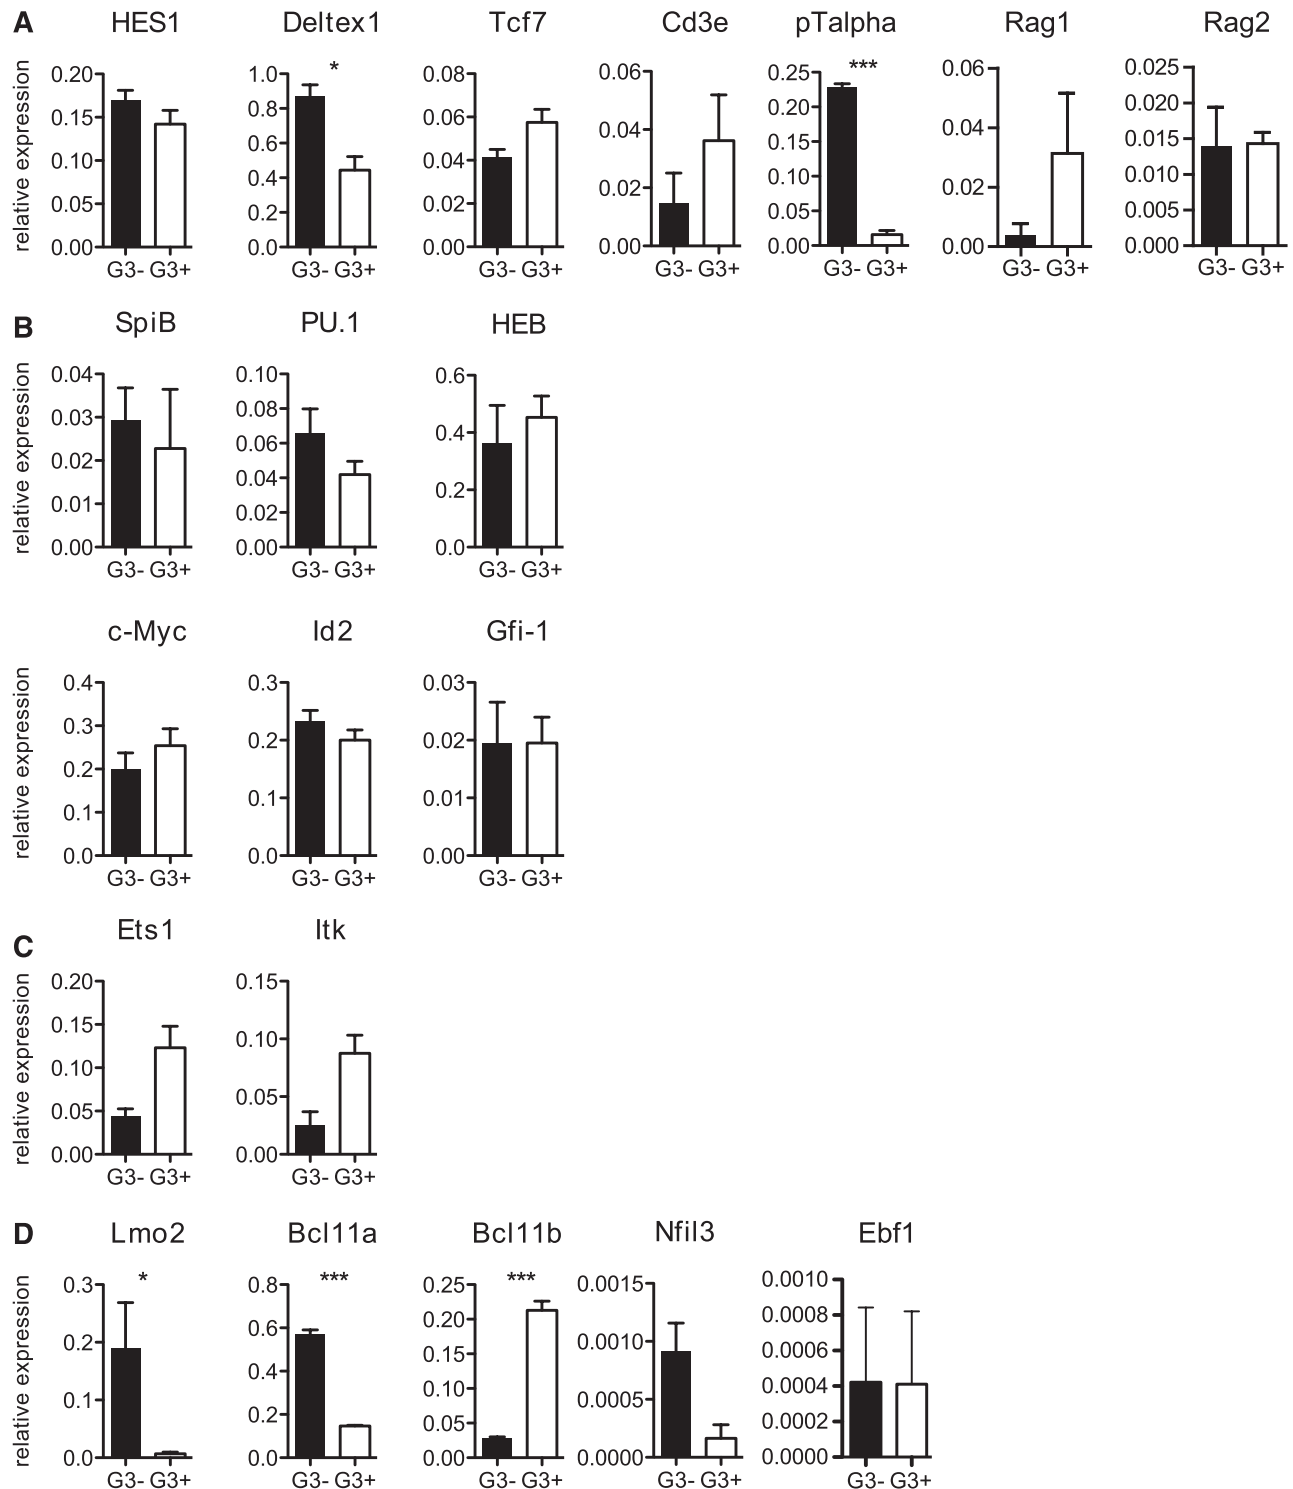 A HES1 Deltex1 Tcf7 Cd3e pTalpha Rag1 Rag2
relative expression
0.20 0.15 0.10 0.05 0.00
G3- G3+
*
1.0 0.8 0.6 0.4 0.2 0.0
G3- G3+
0.08 0.06 0.04 0.02 0.00
G3- G3+
0.06 0.04 0.02 0.00
G3- G3+
***
0.25 0.20 0.15 0.10 0.05 0.00
G3- G3+
0.06 0.04 0.02 0.00
G3- G3+
0.025 0.020 0.015 0.010 0.005 0.000
G3- G3+
B SpiB PU.1 HEB
relative expression
0.04 0.03 0.02 0.01 0.00
G3- G3+
0.10 0.08 0.06 0.04 0.02 0.00
G3- G3+
0.6 0.4 0.2 0.0
G3- G3+
c-Myc Id2 Gfi-1
relative expression
0.4 0.3 0.2 0.1 0.0
G3- G3+
0.3 0.2 0.1 0.0
G3- G3+
0.03 0.02 0.01 0.00
G3- G3+
C Ets1 Itk
relative expression
0.20 0.15 0.10 0.05 0.00
G3- G3+
0.15 0.10 0.05 0.00
G3- G3+
D Lmo2 Bcl11a Bcl11b Nfil3 Ebf1
relative expression
*
0.3 0.2 0.1 0.0
G3- G3+
***
0.8 0.6 0.4 0.2 0.0
G3- G3+
***
0.25 0.20 0.15 0.10 0.05 0.00
G3- G3+
0.0015 0.0010 0.0005 0.0000
G3- G3+
0.0010 0.0008 0.0006 0.0004 0.0002 0.0000
G3- G3+